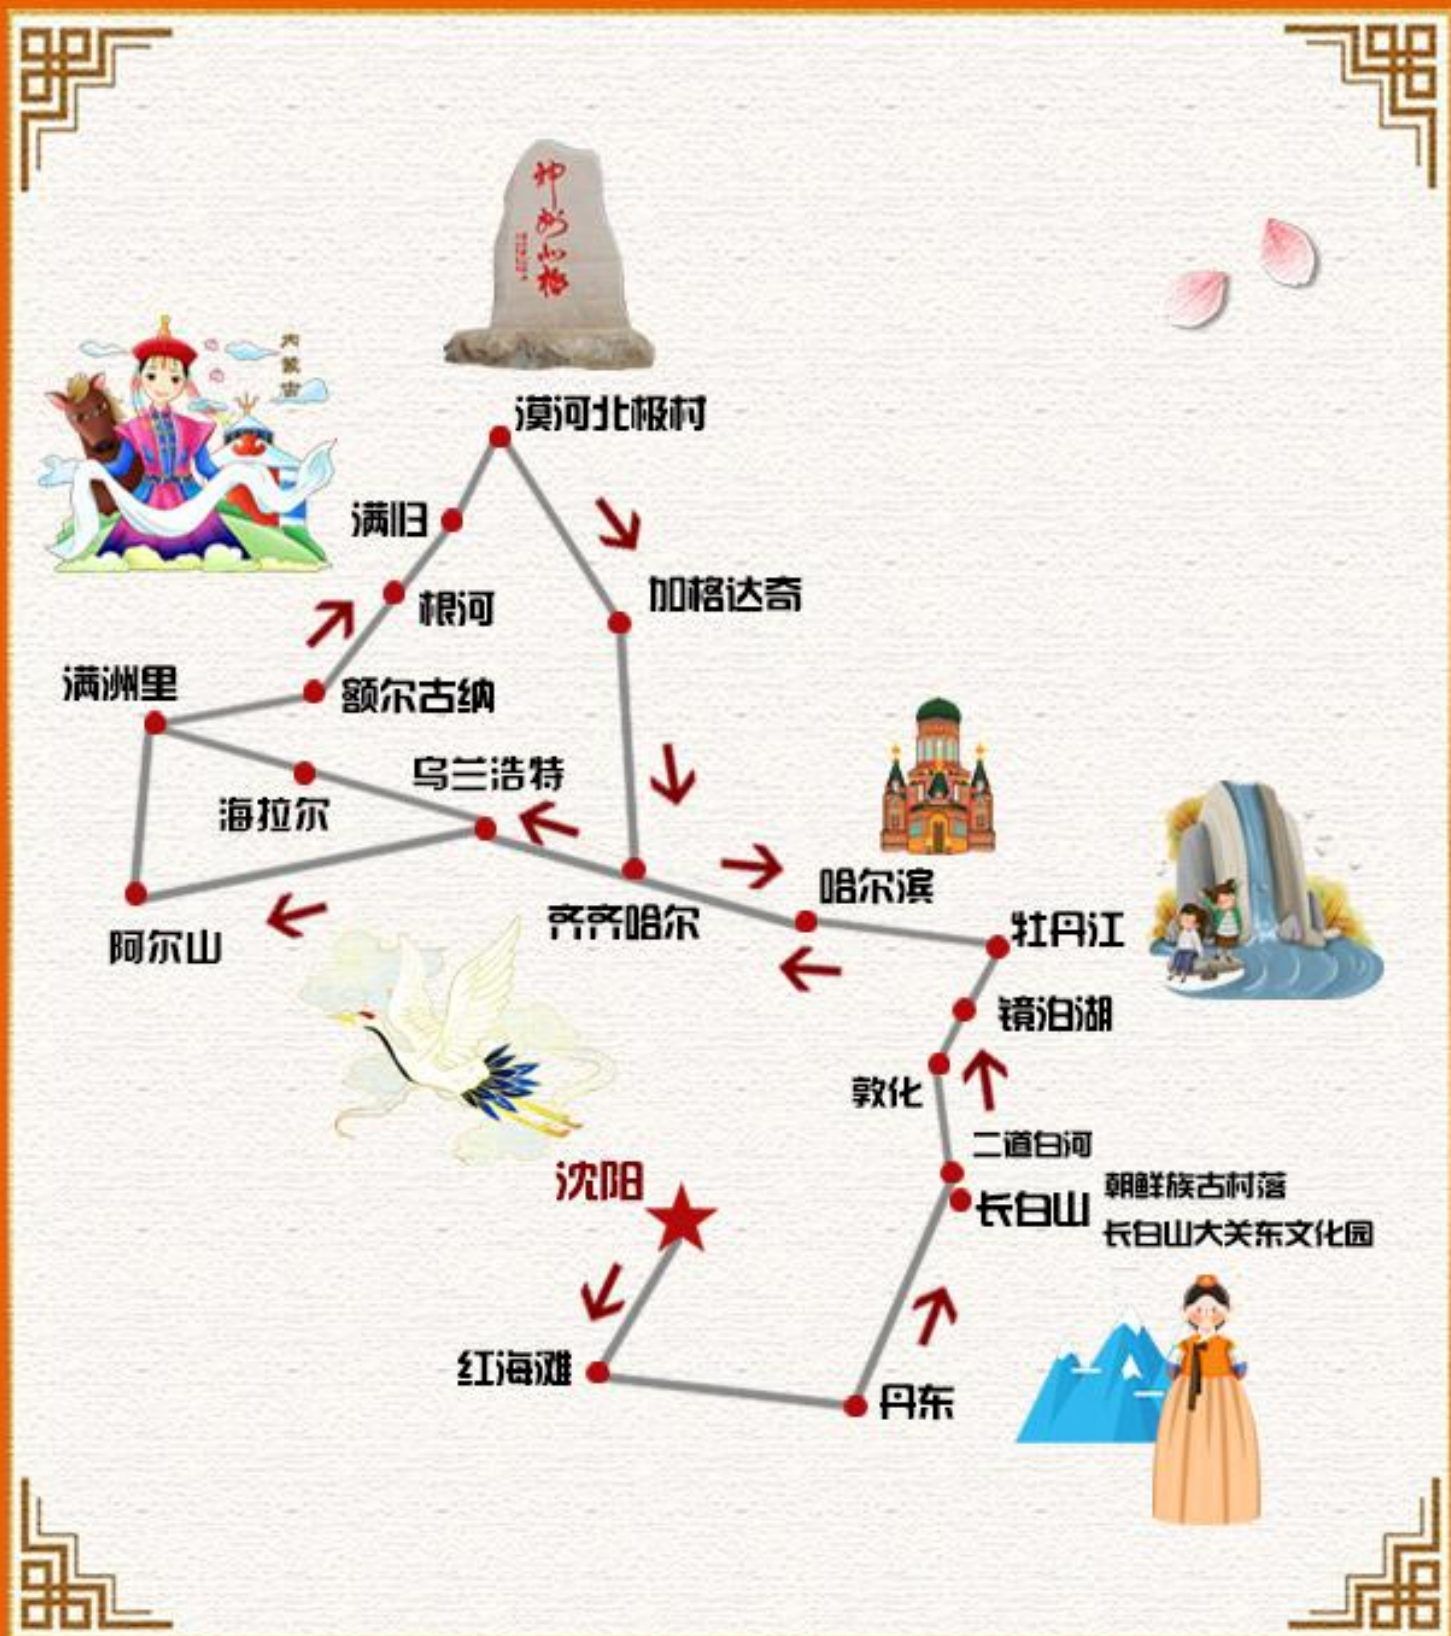 神州北极
内蒙古
漠河北极村
满归
加格达奇
根河
满洲里
额尔古纳
乌兰浩特
海拉尔
哈尔滨
齐齐哈尔
牡丹江
阿尔山
镜泊湖
敦化
二道白河
沈阳
朝鲜族古村落
长白山
长白山大关东文化园
红海滩
丹东